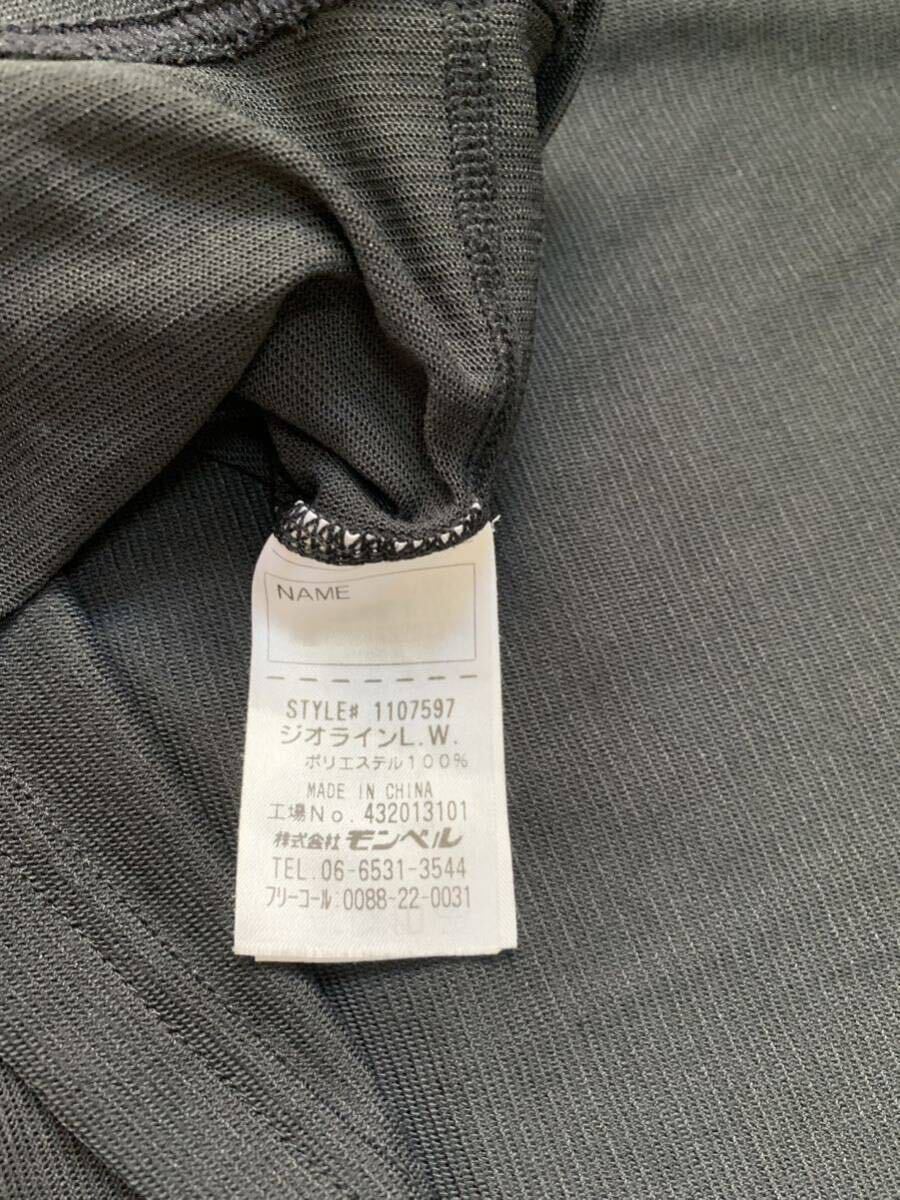 NAME
STYLE# 1107597
ジオラインL.W.
ポリエステル100%
MADE IN CHINA
工場No. 432013101
株式会社 モンベル
TEL. 06-6531-3544
フリーコール:0088-22-0031